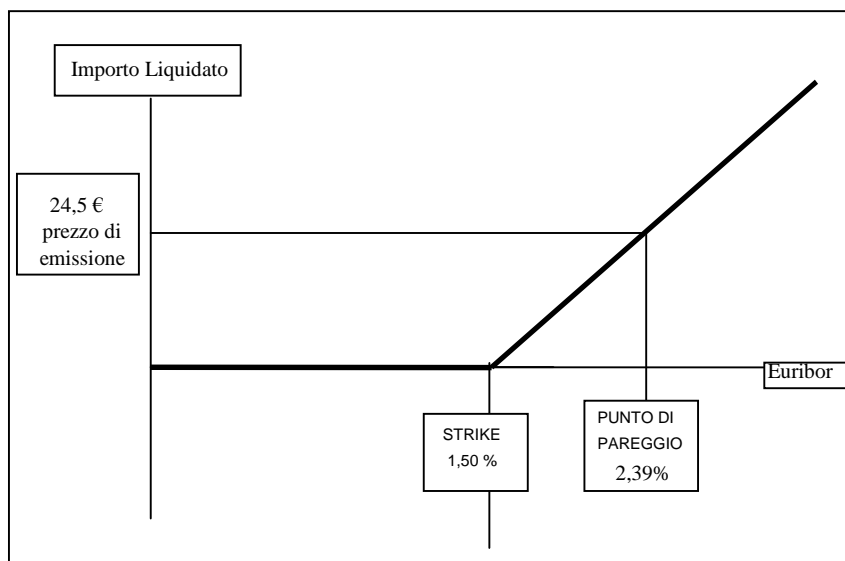 Importo Liquidato
24,5 €
prezzo di
emissione
Euribor
STRIKE
1,50 %
PUNTO DI
PAREGGIO
2,39%